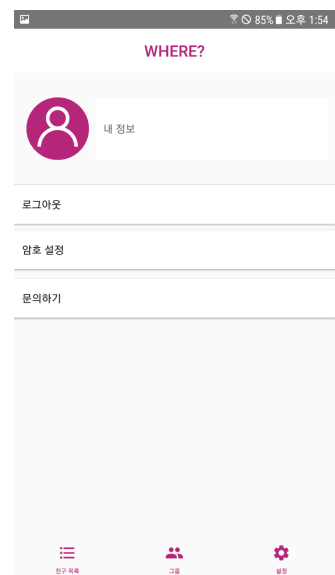 85% 오후 1:54
WHERE?
내 정보
로그아웃
암호 설정
문의하기
친구 목록 그룹 설정